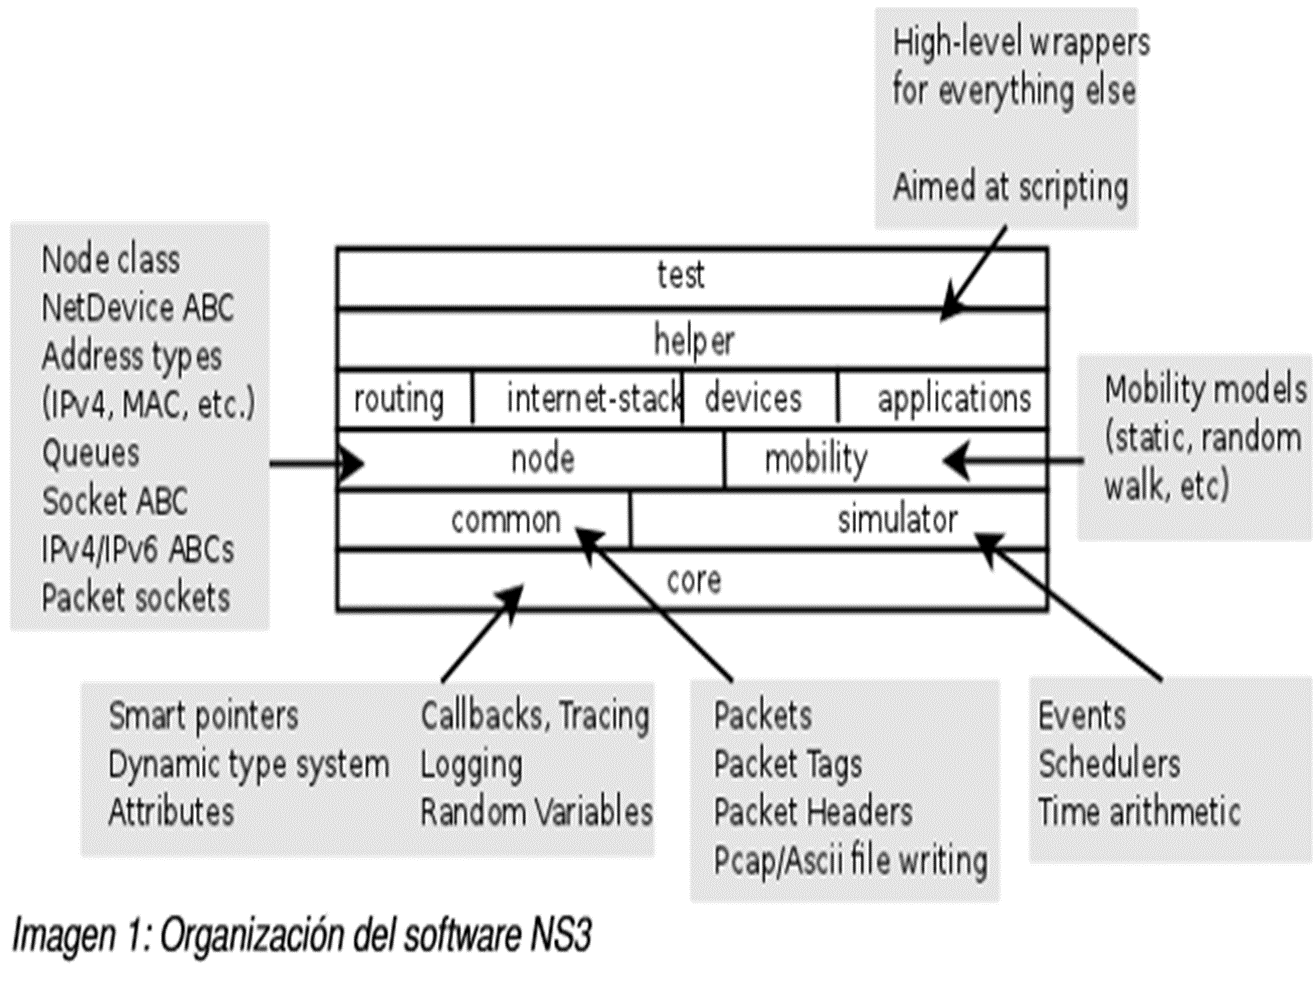 High-level wrappers
for everything else
Aimed at scripting
Node class
NetDevice ABC
Address types
(IPv4, MAC, etc.)
Queues
Socket ABC
IPv4/IPv6 ABCs
Packet sockets
test
helper
routing
internet-stack
devices
applications
node
mobility
common
simulator
core
Mobility models
(static, random
walk, etc)
Smart pointers
Dynamic type system
Attributes
Callbacks, Tracing
Logging
Random Variables
Packets
Packet Tags
Packet Headers
Pcap/Ascii file writing
Events
Schedulers
Time arithmetic
Imagen 1: Organización del software NS3